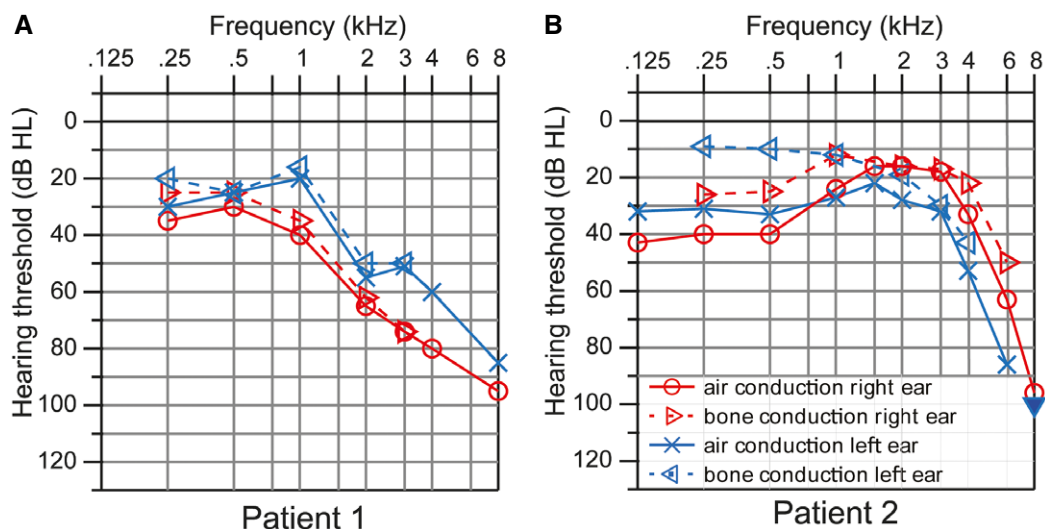 A
Frequency (kHz)
.125 .25 .5 1 2 3 4 6 8
Hearing threshold (dB HL)
0
20
40
60
80
100
120
Patient 1
B
Frequency (kHz)
.125 .25 .5 1 2 3 4 6 8
Hearing threshold (dB HL)
0
20
40
60
80
100
120
air conduction right ear
bone conduction right ear
air conduction left ear
bone conduction left ear
Patient 2